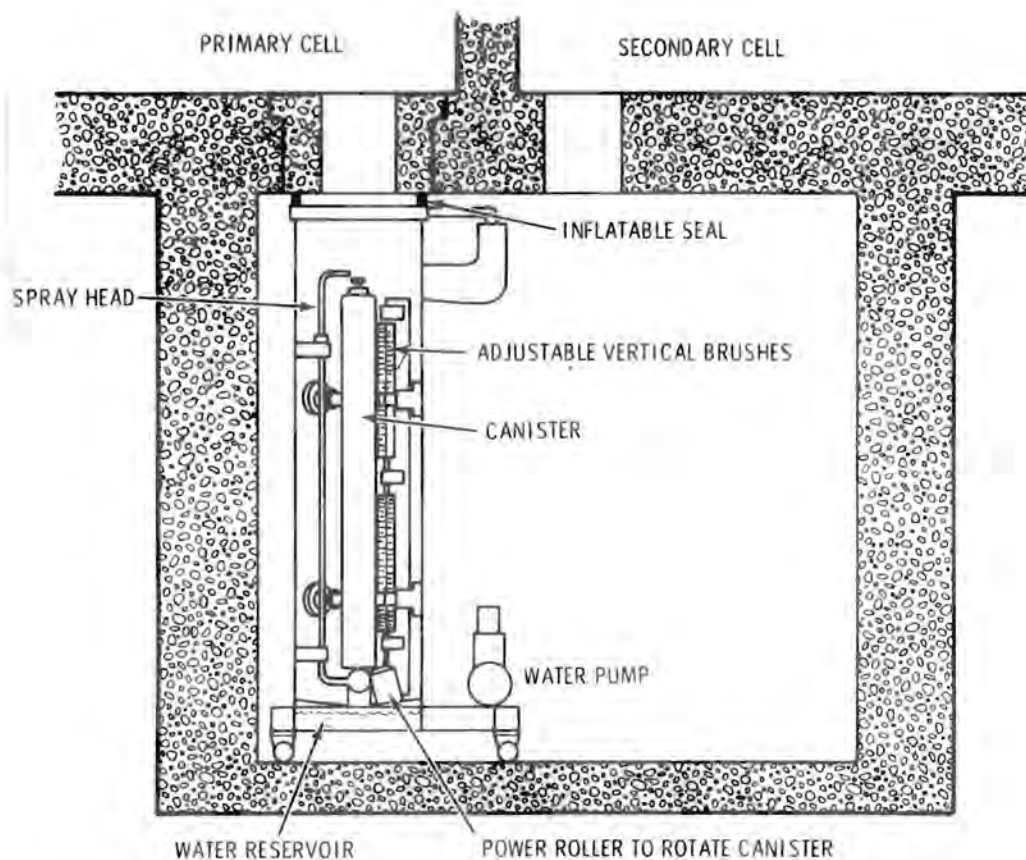 PRIMARY CELL
SECONDARY CELL
INFLATABLE SEAL
SPRAY HEAD
ADJUSTABLE VERTICAL BRUSHES
CANISTER
WATER PUMP
WATER RESERVOIR
POWER ROLLER TO ROTATE CANISTER